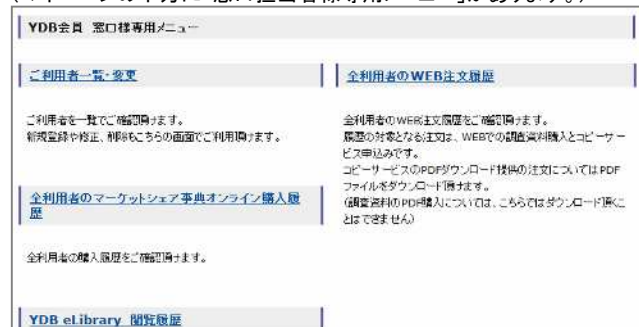 YDB会員 窓口様専用メニュー
ご利用者一覧・変更
ご利用者を一覧でご確認頂けます。
新規登録や修正、削除もこちらの画面でご利用頂けます。
全利用者のマーケットシェア事典オンライン購入履
歴
全利用者の購入履歴をご確認頂けます。
YDB eLibrary 閲覧履歴
全利用者のWEB注文履歴
全利用者のWEB注文履歴をご確認頂けます。
履歴の対象となる注文は、WEBでの調査資料購入とコピーサー
ビス申込みです。
コピーサービスのPDFダウンロード提供の注文についてはPDF
ファイルをダウンロード頂けます。
(調査資料のPDF購入については、こちらではダウンロード頂くこ
とはできません)